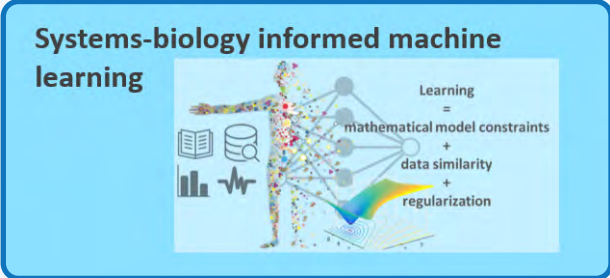 Systems-biology informed machine
learning
Learning
=
mathematical model constraints
+
data similarity
+
regularization